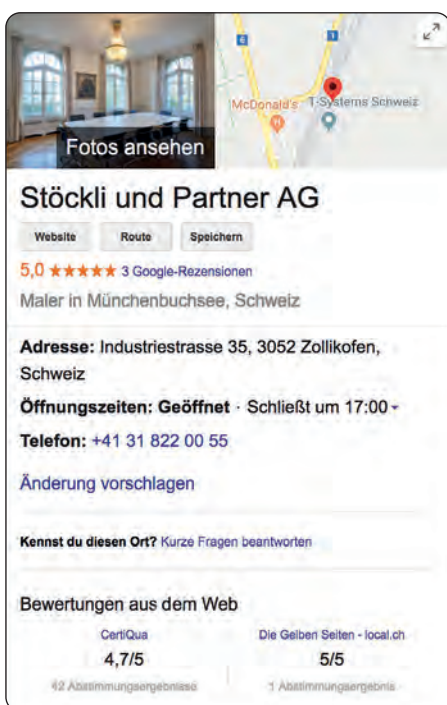 6
1
McDonald's
T-Systems Schweiz
Fotos ansehen
Stöckli und Partner AG
Website Route Speichern
5,0 ★★★★★ 3 Google-Rezensionen
Maler in Münchenbuchsee, Schweiz
Adresse: Industriestrasse 35, 3052 Zollikofen,
Schweiz
Öffnungszeiten: Geöffnet · Schließt um 17:00
Telefon: +41 31 822 00 55
Änderung vorschlagen
Kennst du diesen Ort? Kurze Fragen beantworten
Bewertungen aus dem Web
CertiQua Die Gelben Seiten - local.ch
4,7/5 5/5
42 Abstimmungsergebnisse 1 Abstimmungsergebnis